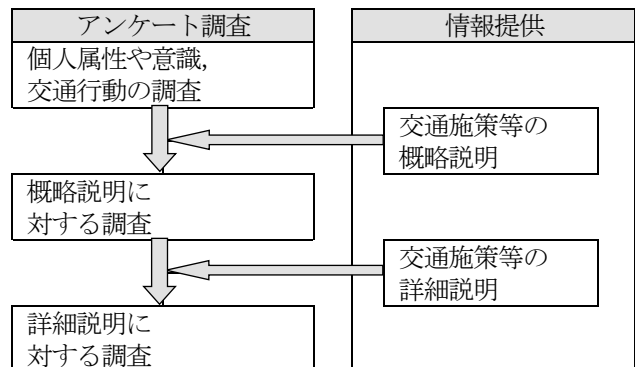 アンケート調査
情報提供
個人属性や意識,
交通行動の調査
交通施策等の
概略説明
概略説明に
対する調査
交通施策等の
詳細説明
詳細説明に
対する調査